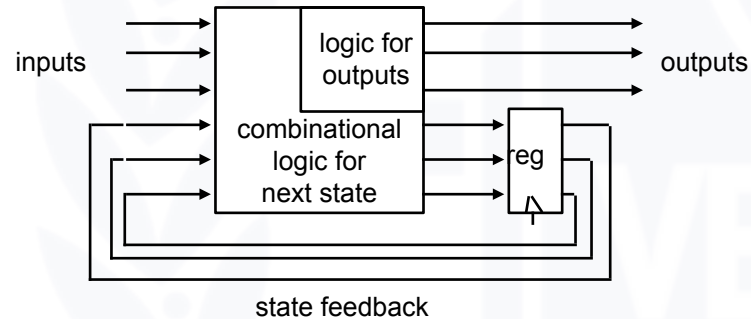 inputs
logic for
outputs
outputs
combinational
logic for
next state
reg
state feedback